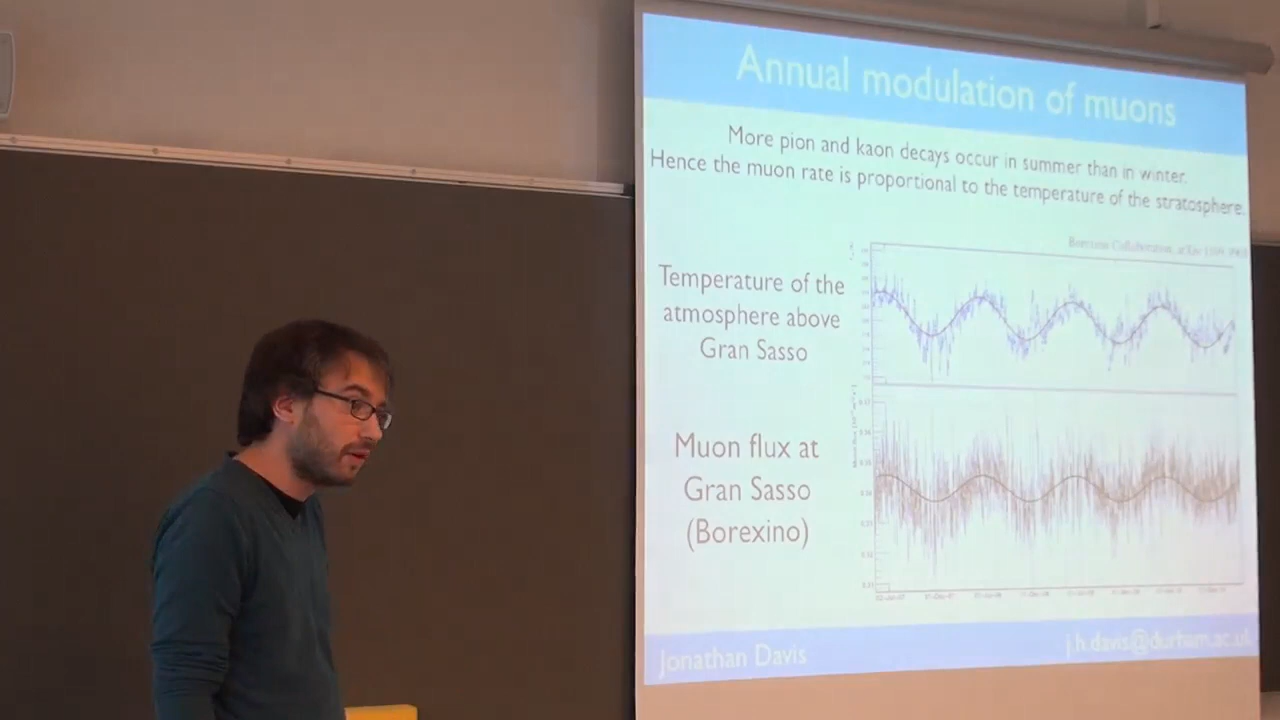 Annual modulation of muons
More pion and kaon decays occur in summer than in winter.
Hence the muon rate is proportional to the temperature of the stratosphere.
Temperature of the
atmosphere above
Gran Sasso
Muon flux at
Gran Sasso
(Borexino)
Jonathan Davis
j.h.davis@durham.ac.uk